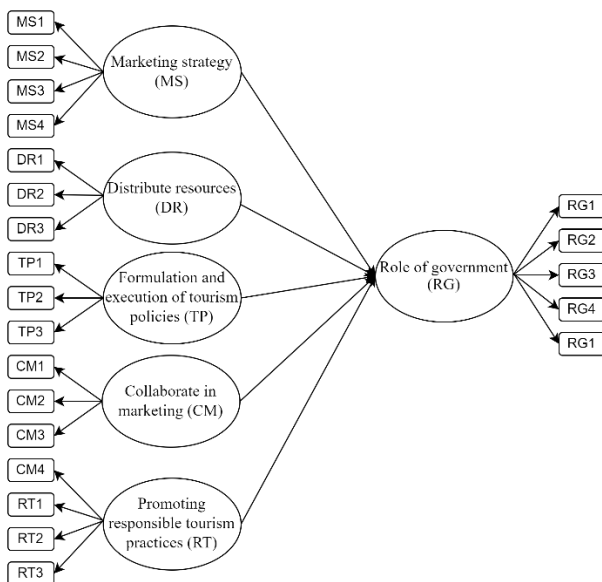 MS1
MS2
MS3
MS4
Marketing strategy
(MS)
DR1
DR2
DR3
Distribute resources
(DR)
TP1
TP2
TP3
Formulation and
execution of tourism
policies (TP)
CM1
CM2
CM3
Collaborate in
marketing (CM)
CM4
RT1
RT2
RT3
Promoting
responsible tourism
practices (RT)
Role of government
(RG)
RG1
RG2
RG3
RG4
RG1